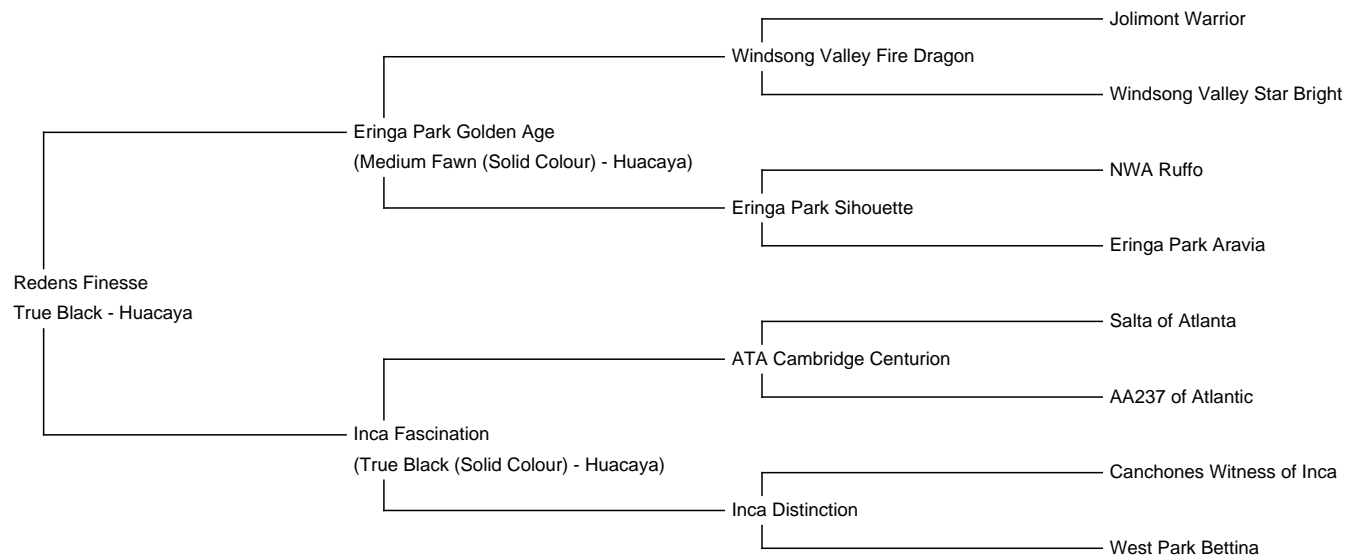 Jolimont Warrior
Windsong Valley Fire Dragon
Windsong Valley Star Bright
Eringa Park Golden Age
(Medium Fawn (Solid Colour) - Huacaya)
NWA Ruffo
Eringa Park Sihouette
Eringa Park Aravia
Redens Finesse
True Black - Huacaya
Salta of Atlanta
ATA Cambridge Centurion
AA237 of Atlantic
Inca Fascination
(True Black (Solid Colour) - Huacaya)
Canchones Witness of Inca
Inca Distinction
West Park Bettina